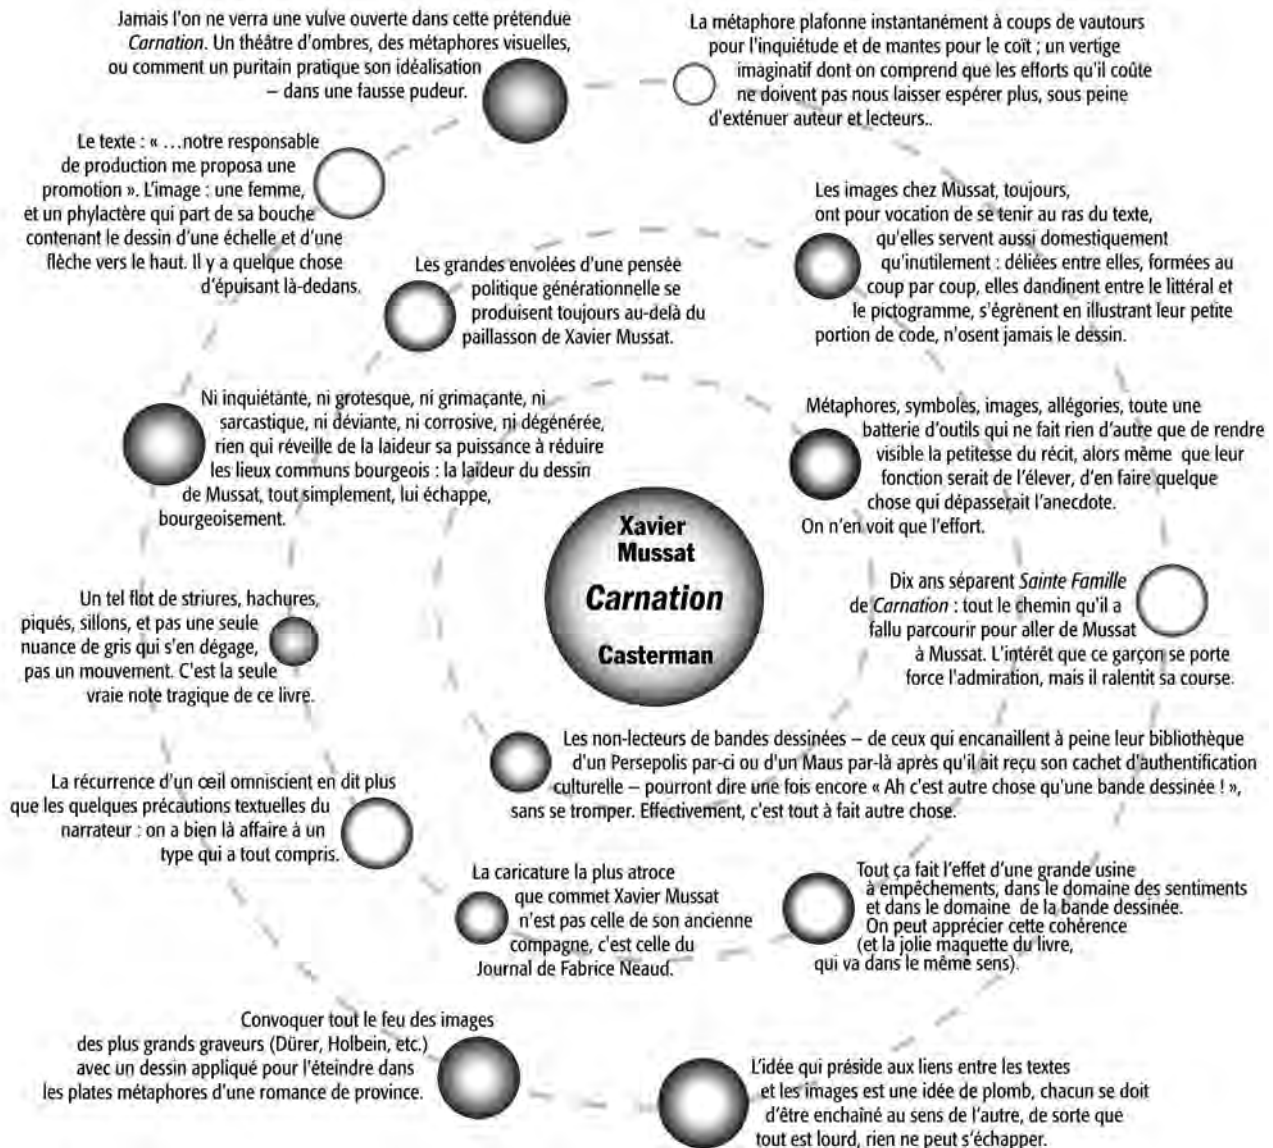 Jamais l'on ne verra une vulve ouverte dans cette prétendue
Carnation. Un théâtre d'ombres, des métaphores visuelles,
ou comment un puritain pratique son idéalisation
– dans une fausse pudeur.
La métaphore plafonne instantanément à coups de vautours
pour l'inquiétude et de mantes pour le coït ; un vertige
imaginatif dont on comprend que les efforts qu'il coûte
ne doivent pas nous laisser espérer plus, sous peine
d'exténuer auteur et lecteurs..
Le texte : « ...notre responsable
de production me proposa une
promotion ». L'image : une femme,
et un phylactère qui part de sa bouche
contenant le dessin d'une échelle et d'une
flèche vers le haut. Il y a quelque chose
d'épuisant là-dedans.
Les images chez Mussat, toujours,
ont pour vocation de se tenir au ras du texte,
qu'elles servent aussi domestiquement
qu'inutilement : déliées entre elles, formées au
coup par coup, elles dandinent entre le littéral et
le pictogramme, s'égrènent en illustrant leur petite
portion de code, n'osent jamais le dessin.
Les grandes envolées d'une pensée
politique générationnelle se
produisent toujours au-delà du
paillasson de Xavier Mussat.
Ni inquiétante, ni grotesque, ni grimaçante, ni
sarcastique, ni déviante, ni corrosive, ni dégénérée,
rien qui réveille de la laideur sa puissance à réduire
les lieux communs bourgeois : la laideur du dessin
de Mussat, tout simplement, lui échappe,
bourgeoisement.
Métaphores, symboles, images, allégories, toute une
batterie d'outils qui ne fait rien d'autre que de rendre
visible la petitesse du récit, alors même que leur
fonction serait de l'élever, d'en faire quelque
chose qui dépasserait l'anecdote.
On n'en voit que l'effort.
Xavier
Mussat
Carnation
Casterman
Dix ans séparent Sainte Famille
de Carnation : tout le chemin qu'il a
fallu parcourir pour aller de Mussat
à Mussat. L'intérêt que ce garçon se porte
force l'admiration, mais il ralentit sa course.
Un tel flot de striures, hachures,
piqués, sillons, et pas une seule
nuance de gris qui s'en dégage,
pas un mouvement. C'est la seule
vraie note tragique de ce livre.
Les non-lecteurs de bandes dessinées – de ceux qui encanaillent à peine leur bibliothèque
d'un Persepolis par-ci ou d'un Maus par-là après qu'il ait reçu son cachet d'authentification
culturelle – pourront dire une fois encore « Ah c'est autre chose qu'une bande dessinée ! »,
sans se tromper. Effectivement, c'est tout à fait autre chose.
La récurrence d'un œil omniscient en dit plus
que les quelques précautions textuelles du
narrateur : on a bien là affaire à un
type qui a tout compris.
La caricature la plus atroce
que commet Xavier Mussat
n'est pas celle de son ancienne
compagne, c'est celle du
Journal de Fabrice Neaud.
Tout ça fait l'effet d'une grande usine
à empêchements, dans le domaine des sentiments
et dans le domaine de la bande dessinée.
On peut apprécier cette cohérence
(et la jolie maquette du livre,
qui va dans le même sens).
Convoquer tout le feu des images
des plus grands graveurs (Dürer, Holbein, etc.)
avec un dessin appliqué pour l'éteindre dans
les plates métaphores d'une romance de province.
L'idée qui préside aux liens entre les textes
et les images est une idée de plomb, chacun se doit
d'être enchaîné au sens de l'autre, de sorte que
tout est lourd, rien ne peut s'échapper.